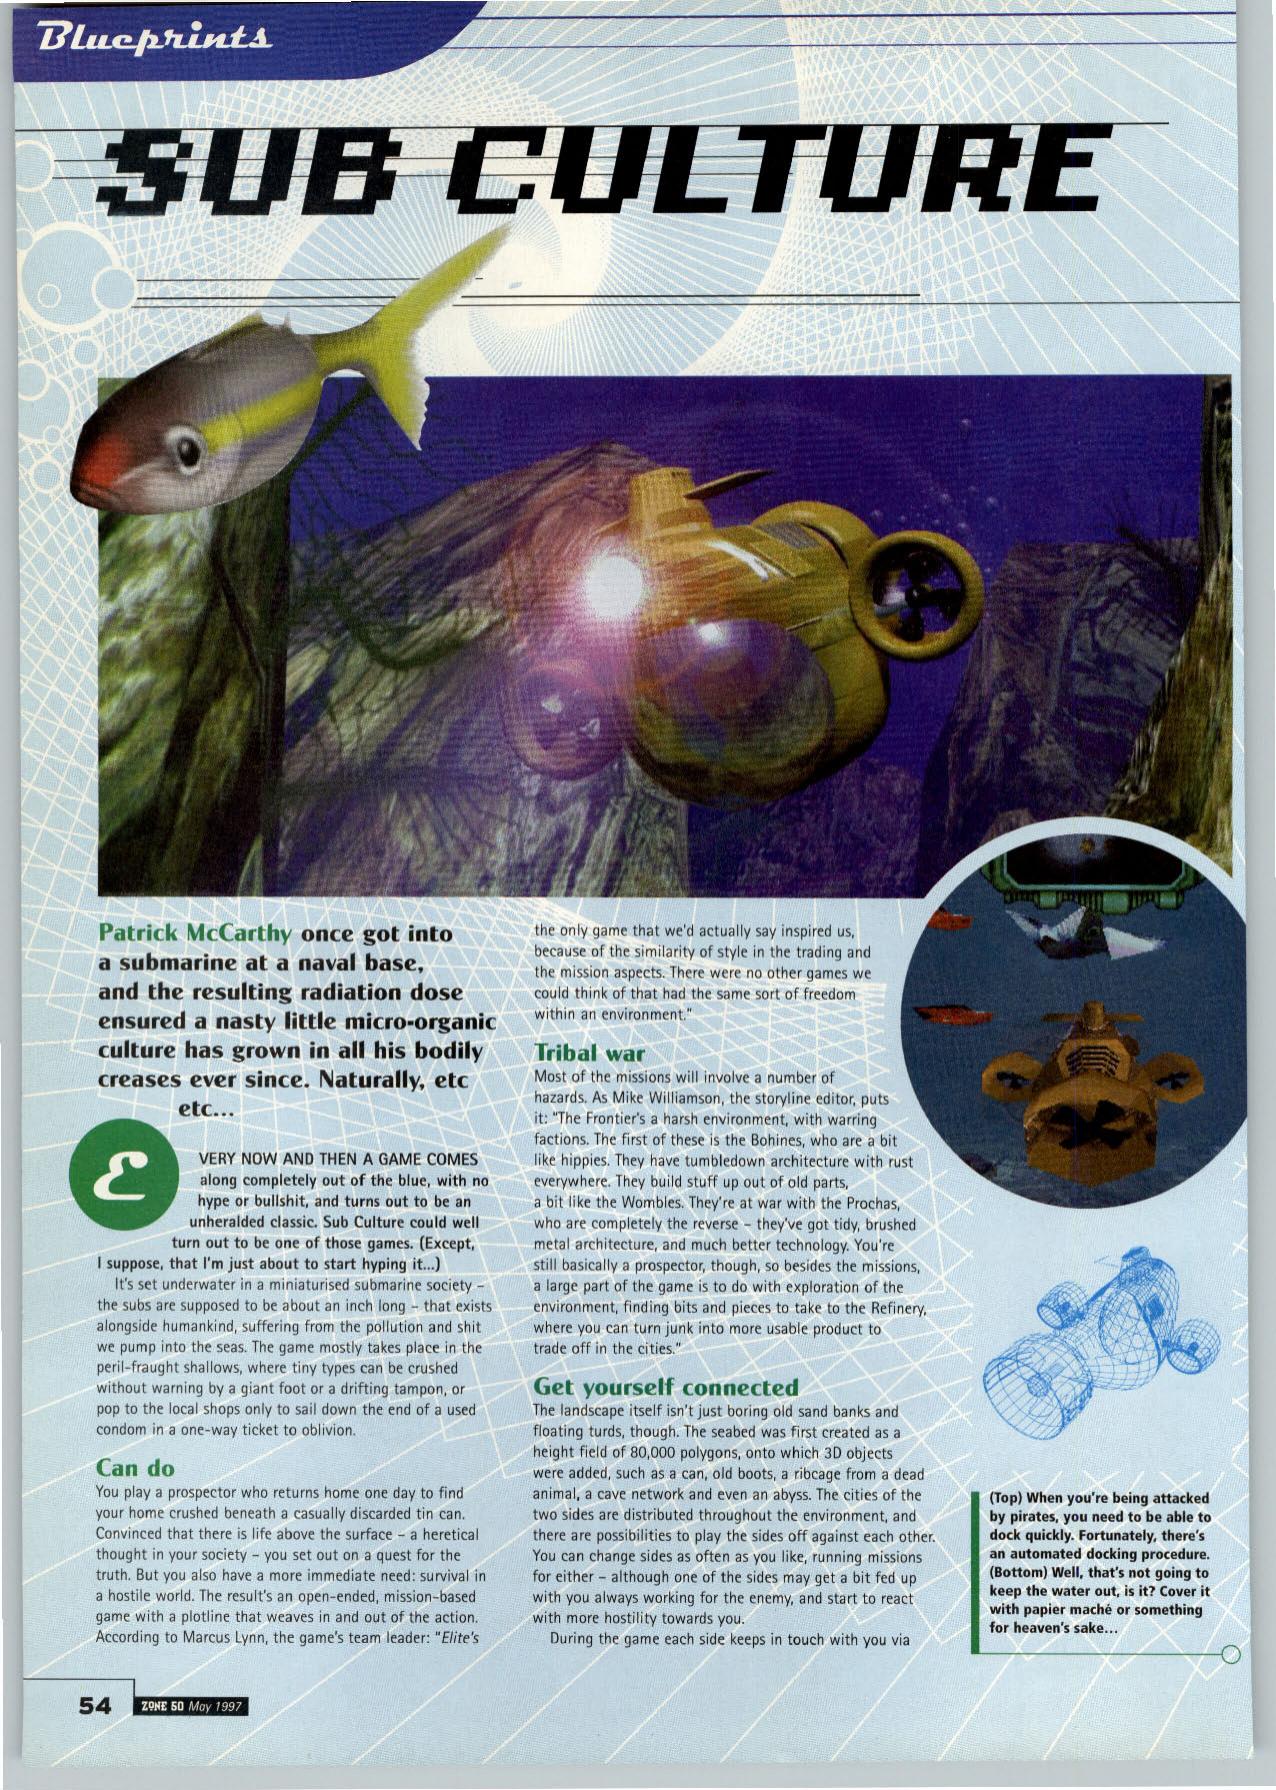 Blueprints
SUB CULTURE
Patrick McCarthy once got into
a submarine at a naval base,
and the resulting radiation dose
ensured a nasty little micro-organic
culture has grown in all his bodily
creases ever since. Naturally, etc
etc...
EVERY NOW AND THEN A GAME COMES
along completely out of the blue, with no
hype or bullshit, and turns out to be an
unheralded classic. Sub Culture could well
turn out to be one of those games. (Except,
I suppose, that I'm just about to start hyping it...)
It's set underwater in a miniaturised submarine society –
the subs are supposed to be about an inch long – that exists
alongside humankind, suffering from the pollution and shit
we pump into the seas. The game mostly takes place in the
peril-fraught shallows, where tiny types can be crushed
without warning by a giant foot or a drifting tampon, or
pop to the local shops only to sail down the end of a used
condom in a one-way ticket to oblivion.
Can do
You play a prospector who returns home one day to find
your home crushed beneath a casually discarded tin can.
Convinced that there is life above the surface – a heretical
thought in your society – you set out on a quest for the
truth. But you also have a more immediate need: survival in
a hostile world. The result's an open-ended, mission-based
game with a plotline that weaves in and out of the action.
According to Marcus Lynn, the game's team leader: "Elite's
the only game that we'd actually say inspired us,
because of the similarity of style in the trading and
the mission aspects. There were no other games we
could think of that had the same sort of freedom
within an environment."
Tribal war
Most of the missions will involve a number of
hazards. As Mike Williamson, the storyline editor, puts
it: "The Frontier's a harsh environment, with warring
factions. The first of these is the Bohines, who are a bit
like hippies. They have tumbledown architecture with rust
everywhere. They build stuff up out of old parts,
a bit like the Wombles. They're at war with the Prochas,
who are completely the reverse – they've got tidy, brushed
metal architecture, and much better technology. You're
still basically a prospector, though, so besides the missions,
a large part of the game is to do with exploration of the
environment, finding bits and pieces to take to the Refinery,
where you can turn junk into more usable product to
trade off in the cities."
Get yourself connected
The landscape itself isn't just boring old sand banks and
floating turds, though. The seabed was first created as a
height field of 80,000 polygons, onto which 3D objects
were added, such as a can, old boots, a ribcage from a dead
animal, a cave network and even an abyss. The cities of the
two sides are distributed throughout the environment, and
there are possibilities to play the sides off against each other.
You can change sides as often as you like, running missions
for either – although one of the sides may get a bit fed up
with you always working for the enemy, and start to react
with more hostility towards you.
During the game each side keeps in touch with you via
(Top) When you're being attacked
by pirates, you need to be able to
dock quickly. Fortunately, there's
an automated docking procedure.
(Bottom) Well, that's not going to
keep the water out, is it? Cover it
with papier maché or something
for heaven's sake...
54 ZONE 50 May 1997